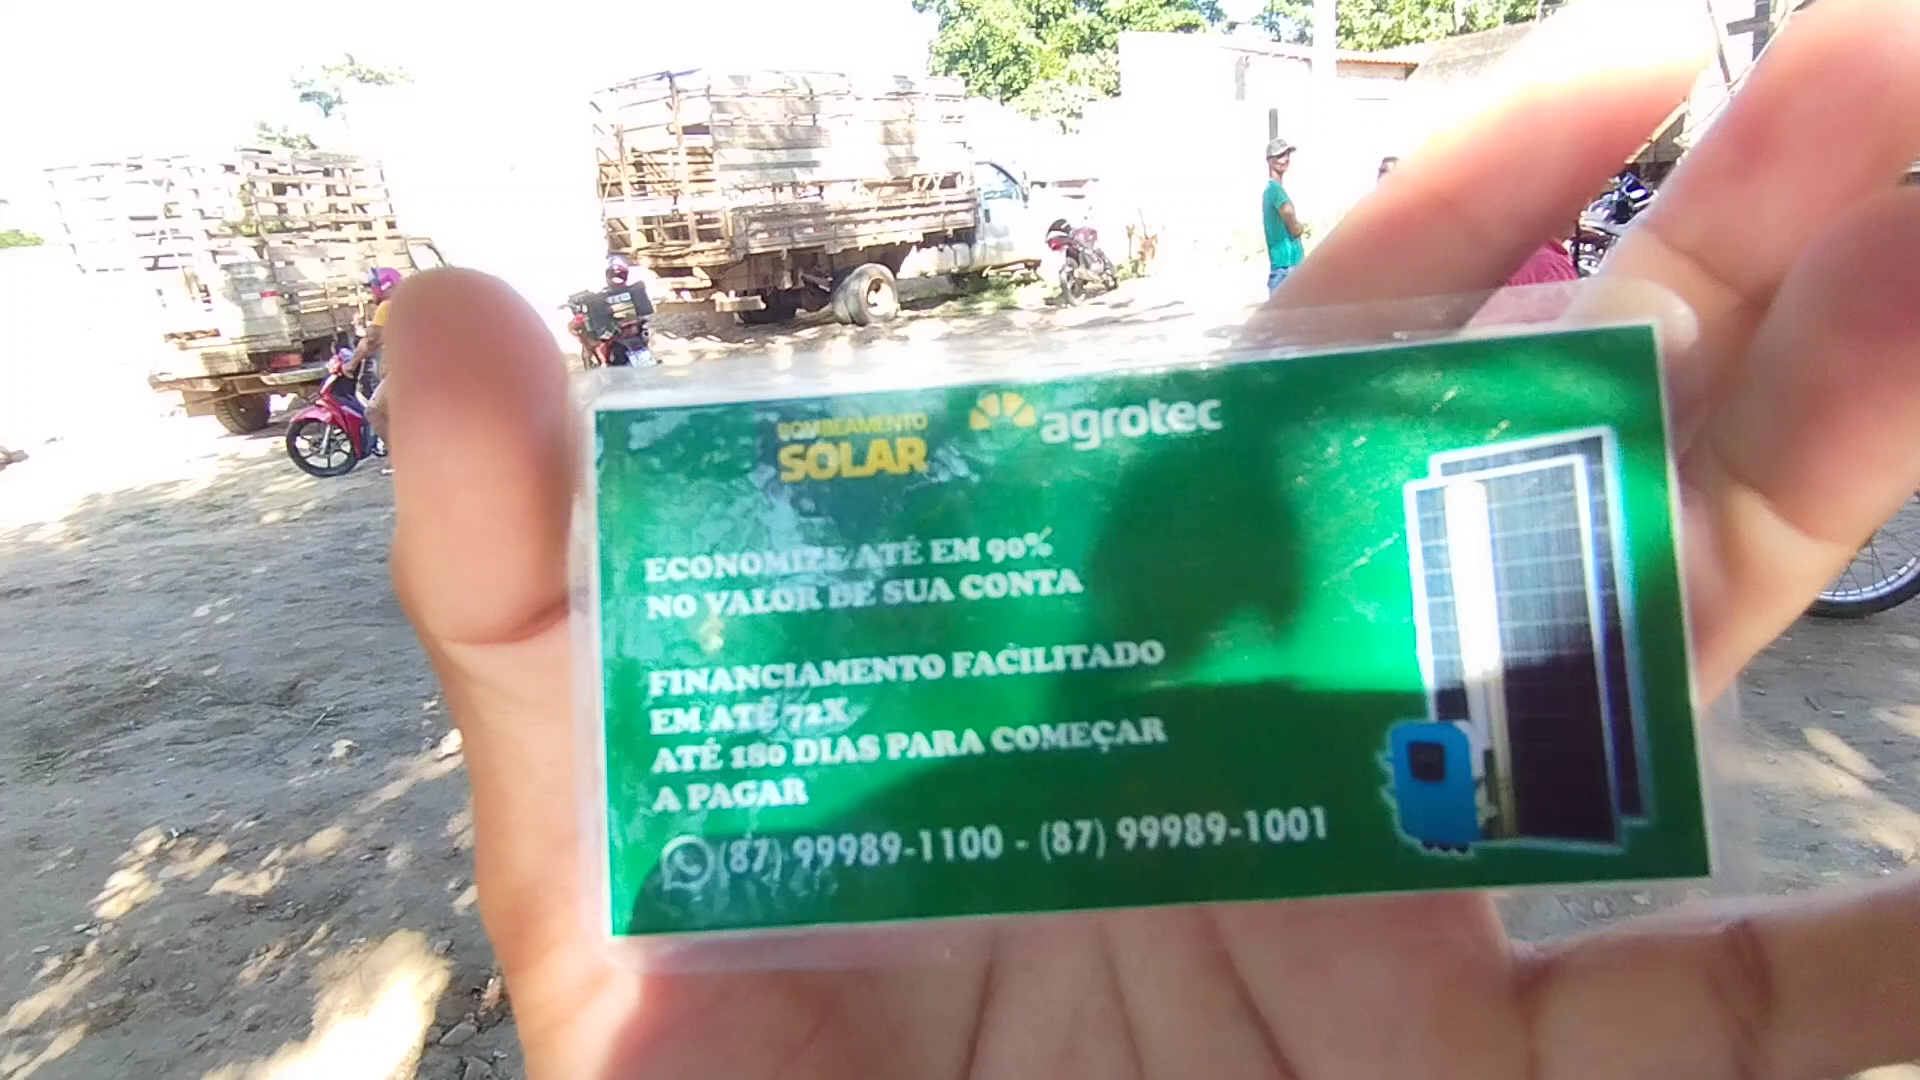 BOMBEAMENTO
SOLAR
agrotec
ECONOMIZE ATÉ EM 90%
NO VALOR DE SUA CONTA
FINANCIAMENTO FACILITADO
EM ATÉ 72X
ATÉ 180 DIAS PARA COMEÇAR
A PAGAR
(87) 99989-1100 - (87) 99989-1001